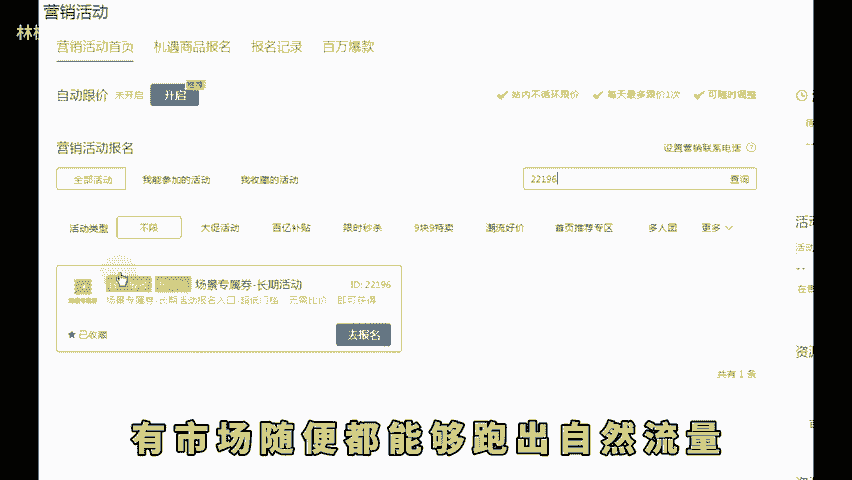 营销活动
林
营销活动首页 机遇商品报名 报名记录 百万爆款
自动跟价 未开启 开启 推荐
站内不循环跟价 每天最多跟价1次 可随时调整
营销活动报名
设置营销联系电话
全部活动 我能参加的活动 我收藏的活动
22196 查询
活动类型 不限 大促活动 百亿补贴 限时秒杀 9块9特卖 潮流好价 首页推荐专区 多人团 更多
场景专属券-长期活动 ID: 22196
场景专属券-长期活动报名入口-超低门槛 无需比价 即可获得
已收藏
去报名
共有 1 条
有市场随便都能够跑出自然流量